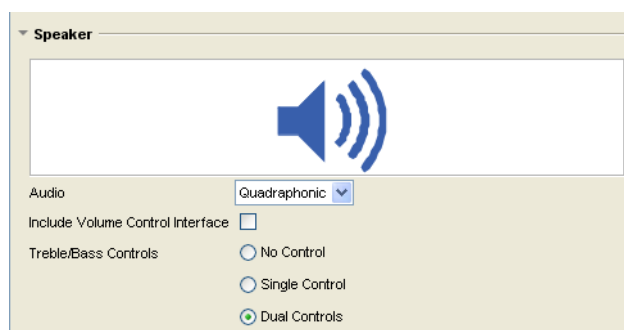 Speaker
Audio Quadraphonic
Include Volume Control Interface
Treble/Bass Controls No Control
Single Control
Dual Controls